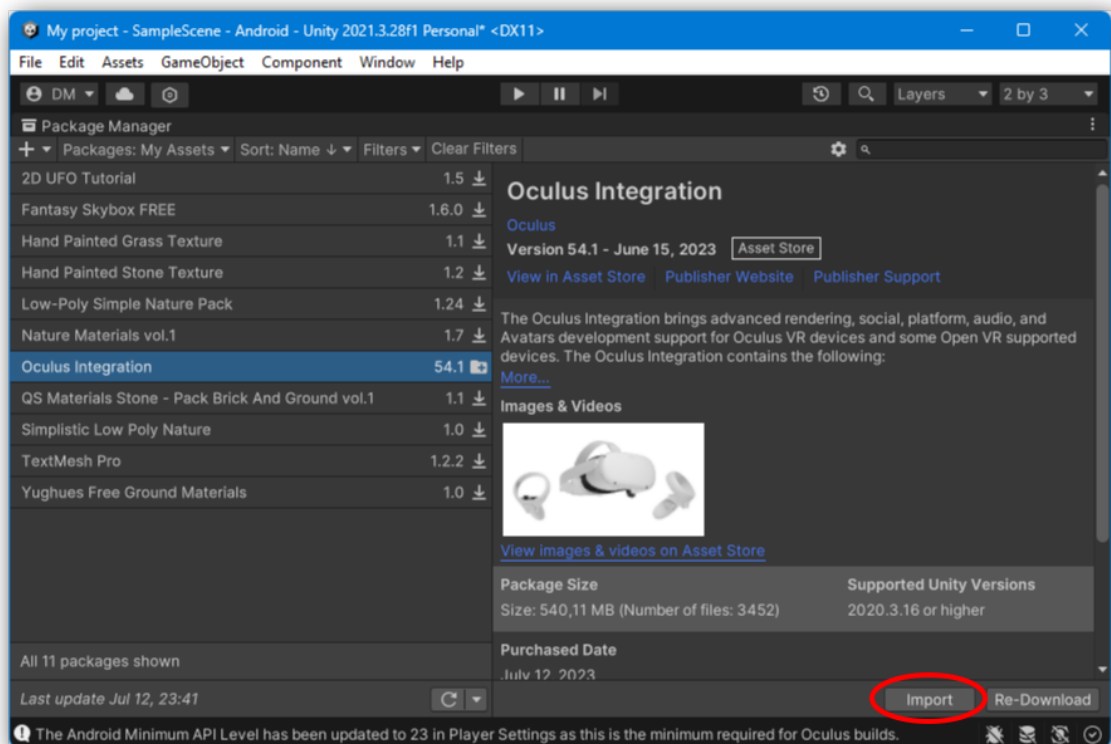 My project - SampleScene - Android - Unity 2021.3.28f1 Personal* <DX11>
File Edit Assets GameObject Component Window Help
DM Layers 2 by 3
Package Manager
Packages: My Assets Sort: Name ↓ Filters Clear Filters
2D UFO Tutorial 1.5
Fantasy Skybox FREE 1.6.0
Hand Painted Grass Texture 1.1
Hand Painted Stone Texture 1.2
Low-Poly Simple Nature Pack 1.24
Nature Materials vol.1 1.7
Oculus Integration 54.1
QS Materials Stone - Pack Brick And Ground vol.1 1.1
Simplistic Low Poly Nature 1.0
TextMesh Pro 1.2.2
Yughues Free Ground Materials 1.0
All 11 packages shown
Last update Jul 12, 23:41
Oculus Integration
Oculus
Version 54.1 - June 15, 2023 Asset Store
View in Asset Store Publisher Website Publisher Support
The Oculus Integration brings advanced rendering, social, platform, audio, and
Avatars development support for Oculus VR devices and some Open VR supported
devices. The Oculus Integration contains the following:
More...
Images & Videos
View images & videos on Asset Store
Package Size Supported Unity Versions
Size: 540,11 MB (Number of files: 3452) 2020.3.16 or higher
Purchased Date
July 12, 2023
Import Re-Download
The Android Minimum API Level has been updated to 23 in Player Settings as this is the minimum required for Oculus builds.